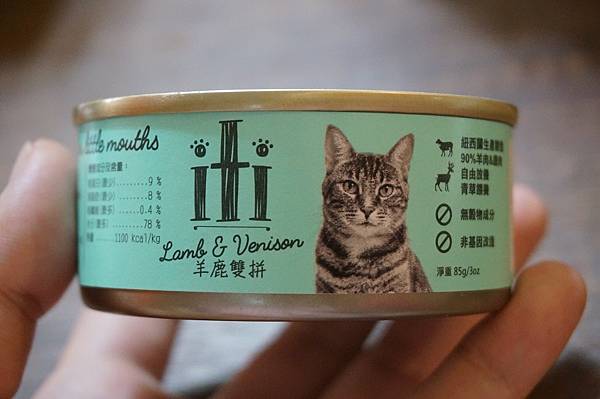 little mouths
9 %
8 %
0.4 %
78 %
1100 kcal/kg
iti
Lamb & Venison
羊鹿雙拼
紐西蘭生產製造
90%羊肉&鹿肉
自由放養
青草餵養
無穀物成分
非基因改造
淨重 85g/3oz